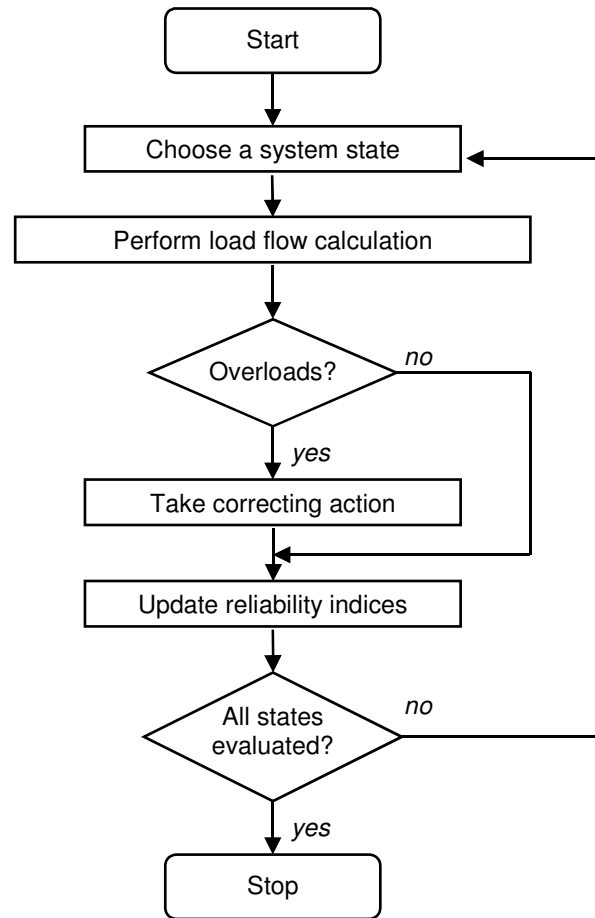 Start
Choose a system state
Perform load flow calculation
Overloads?
no
yes
Take correcting action
Update reliability indices
All states
evaluated?
no
yes
Stop